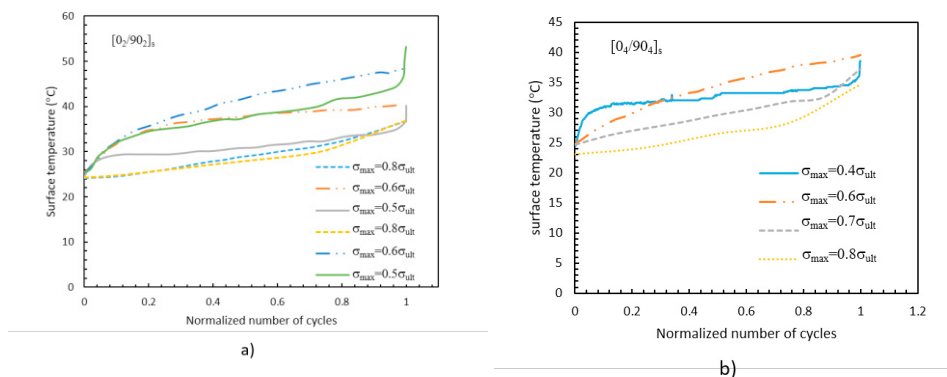 60
50
40
30
20
10
0
0
0.2
0.4
0.6
0.8
1
Surface temperature (°C)
Normalized number of cycles
[0₂/90₂]ₛ
σmax=0.8σult
σmax=0.6σult
σmax=0.5σult
σmax=0.8σult
σmax=0.6σult
σmax=0.5σult
a)
45
40
35
30
25
20
15
10
5
0
0
0.2
0.4
0.6
0.8
1
1.2
surface temperature (°C)
Normalized number of cycles
[0₄/90₄]ₛ
σmax=0.4σult
σmax=0.6σult
σmax=0.7σult
σmax=0.8σult
b)